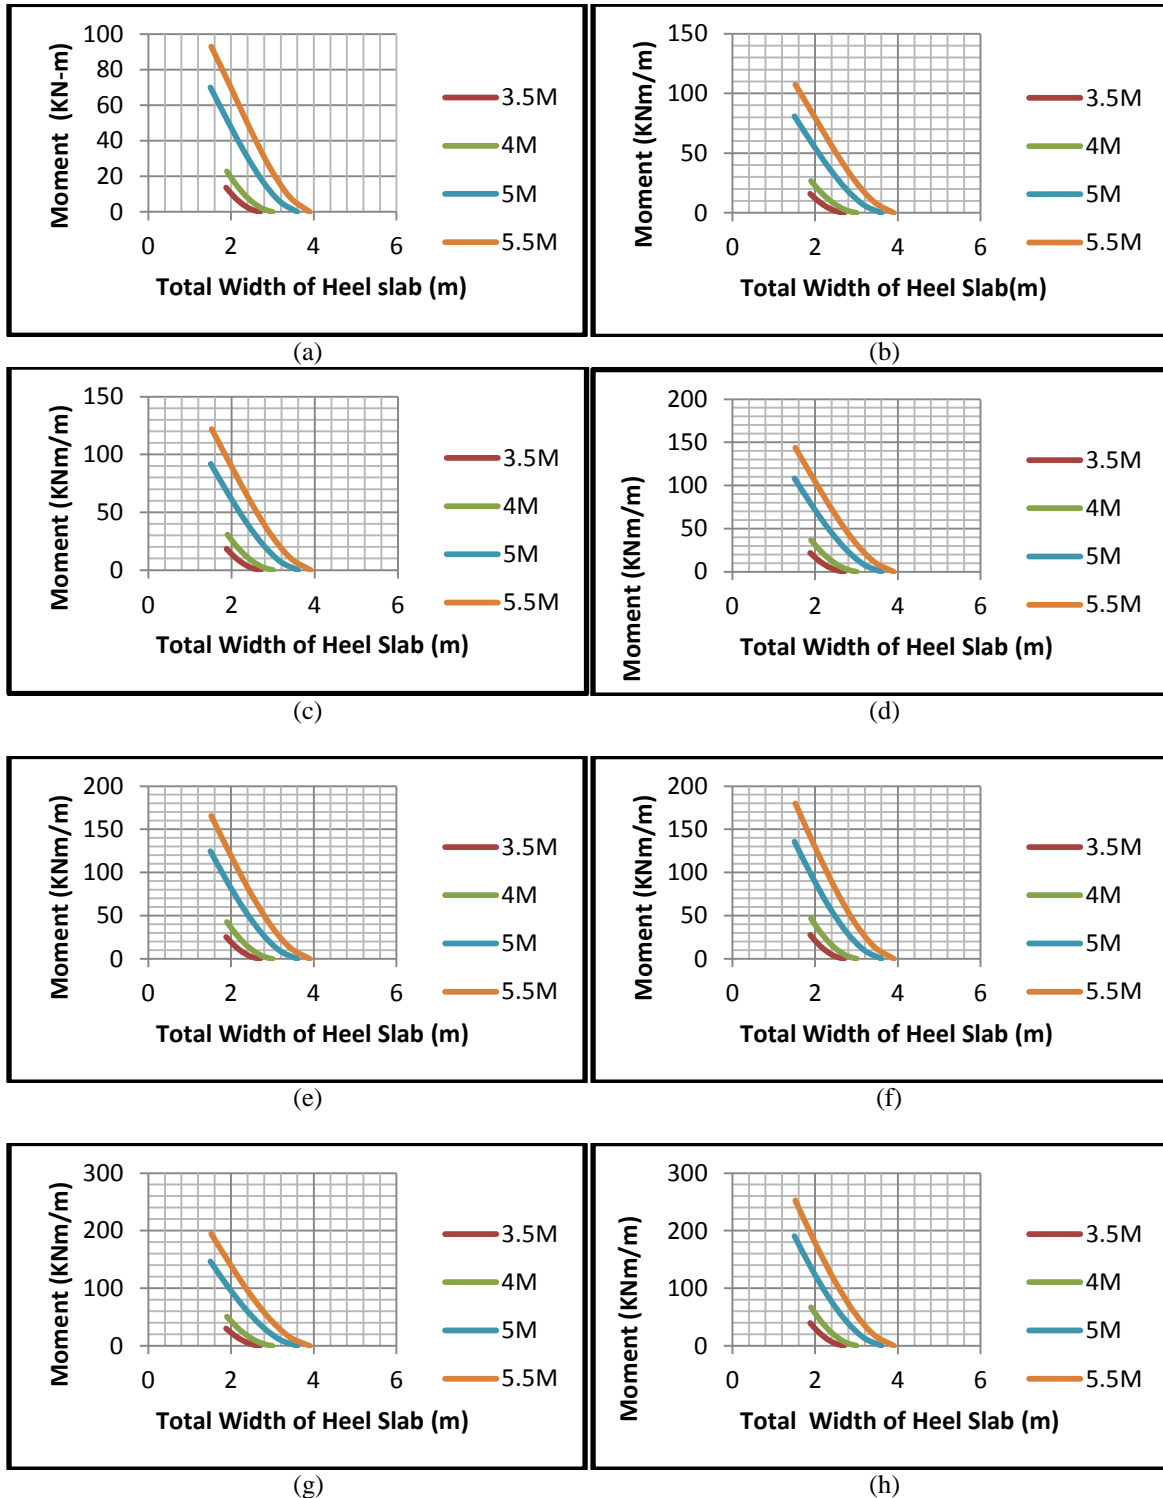 Moment (KN-m)
100
80
60
40
20
0
0 2 4 6
Total Width of Heel slab (m)
3.5M
4M
5M
5.5M
(a)
Moment (KNm/m)
150
100
50
0
0 2 4 6
Total Width of Heel Slab(m)
3.5M
4M
5M
5.5M
(b)
Moment (KNm/m)
150
100
50
0
0 2 4 6
Total Width of Heel Slab (m)
3.5M
4M
5M
5.5M
(c)
Moment (KNm/m)
200
150
100
50
0
0 2 4 6
Total Width of Heel Slab (m)
3.5M
4M
5M
5.5M
(d)
Moment (KNm/m)
200
150
100
50
0
0 2 4 6
Total Width of Heel Slab (m)
3.5M
4M
5M
5.5M
(e)
Moment (KNm/m)
200
150
100
50
0
0 2 4 6
Total Width of Heel Slab (m)
3.5M
4M
5M
5.5M
(f)
Moment (KNm/m)
300
200
100
0
0 2 4 6
Total Width of Heel Slab (m)
3.5M
4M
5M
5.5M
(g)
Moment (KNm/m)
300
200
100
0
0 2 4 6
Total Width of Heel Slab (m)
3.5M
4M
5M
5.5M
(h)